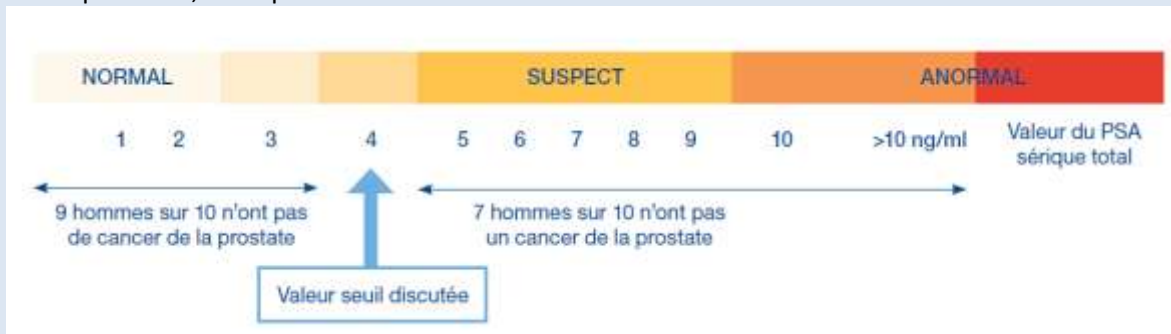 NORMAL SUSPECT ANORMAL
1 2 3 4 5 6 7 8 9 10 >10 ng/ml Valeur du PSA
sérique total
9 hommes sur 10 n'ont pas
de cancer de la prostate
7 hommes sur 10 n'ont pas
un cancer de la prostate
Valeur seuil discutée